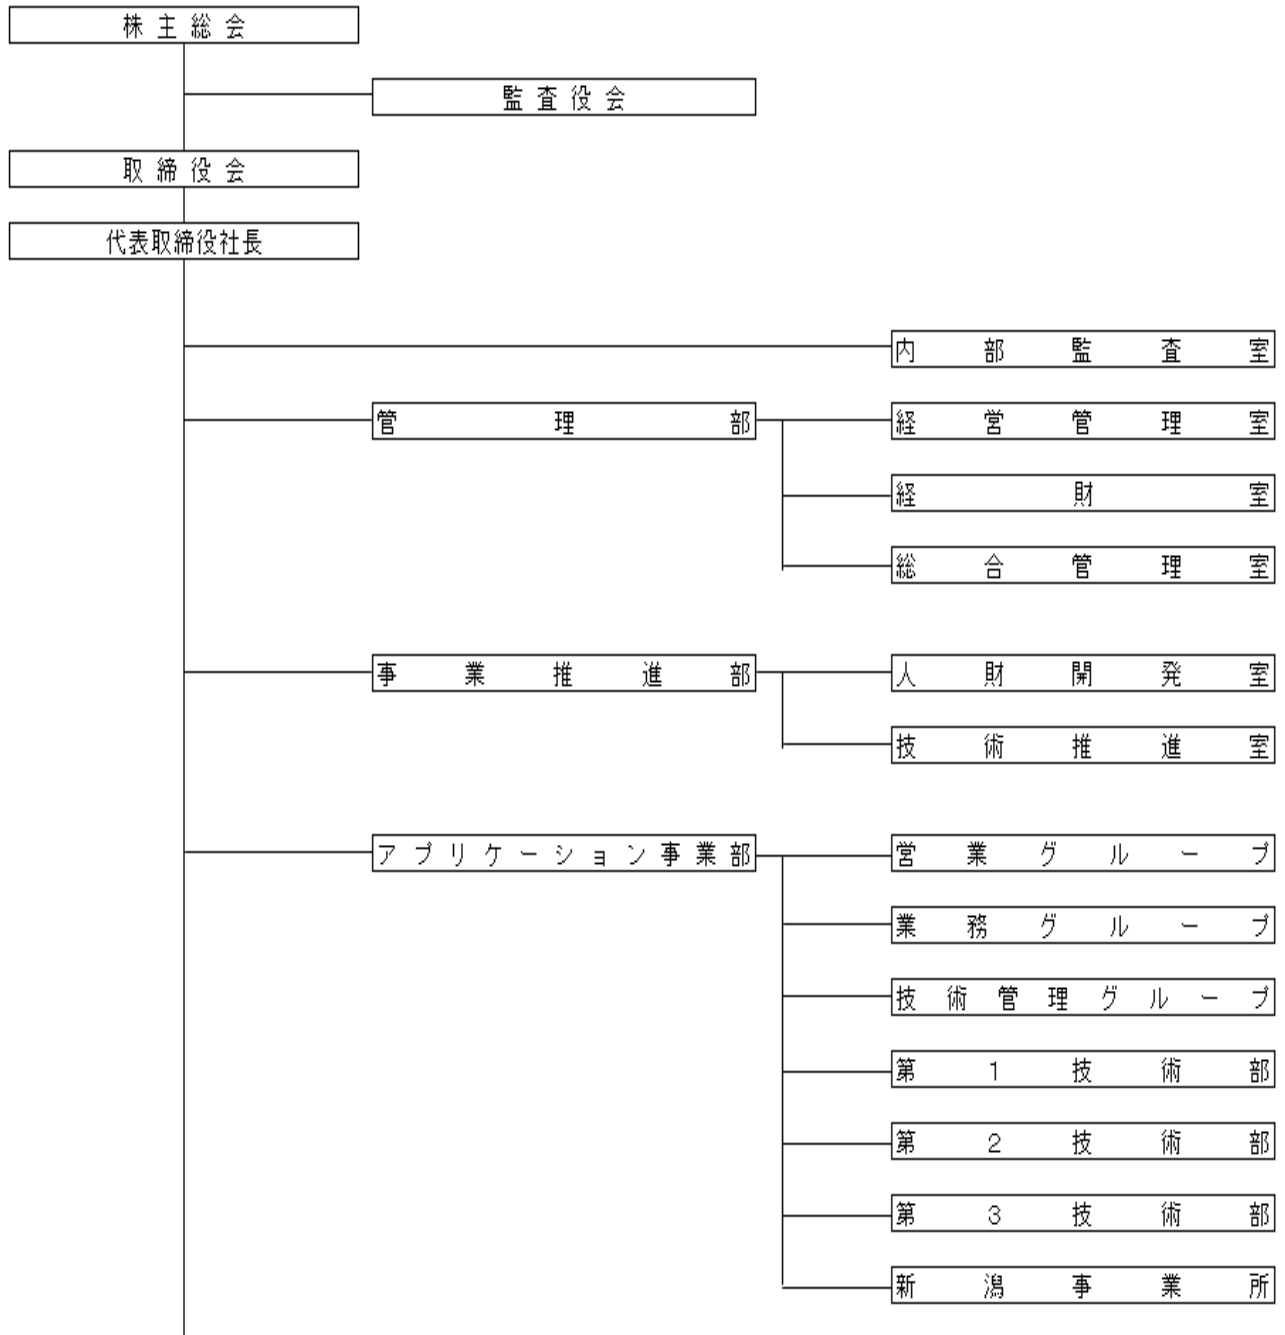 株主総会
監査役会
取締役会
代表取締役社長
内部監査室
管理部
経営管理室
経財室
総合管理室
事業推進部
人財開発室
技術推進室
アプリケーション事業部
営業グループ
業務グループ
技術管理グループ
第1技術部
第2技術部
第3技術部
新潟事業所